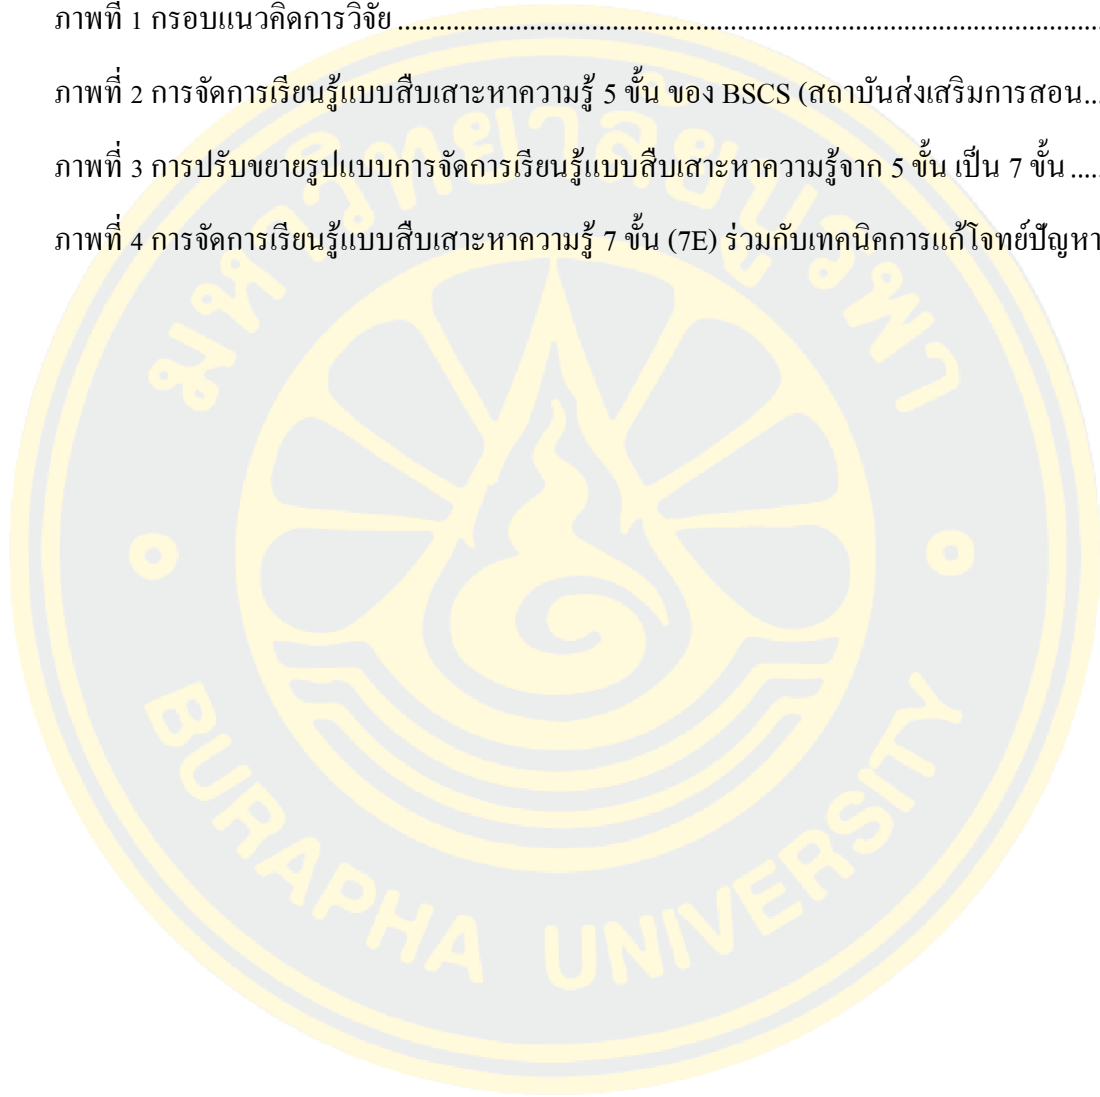 ภาพที่ 1 กรอบแนวคิดการวิจัย ....................................................................................................
ภาพที่ 2 การจัดการเรียนรู้แบบสืบเสาะหาความรู้ 5 ขั้น ของ BSCS (สถาบันส่งเสริมการสอน...
ภาพที่ 3 การปรับขยายรูปแบบการจัดการเรียนรู้แบบสืบเสาะหาความรู้จาก 5 ขั้น เป็น 7 ขั้น .....
ภาพที่ 4 การจัดการเรียนรู้แบบสืบเสาะหาความรู้ 7 ขั้น (7E) ร่วมกับเทคนิคการแก้โจทย์ปัญหา
มหาวิทยาลัยบูรพา
BURAPHA UNIVERSITY